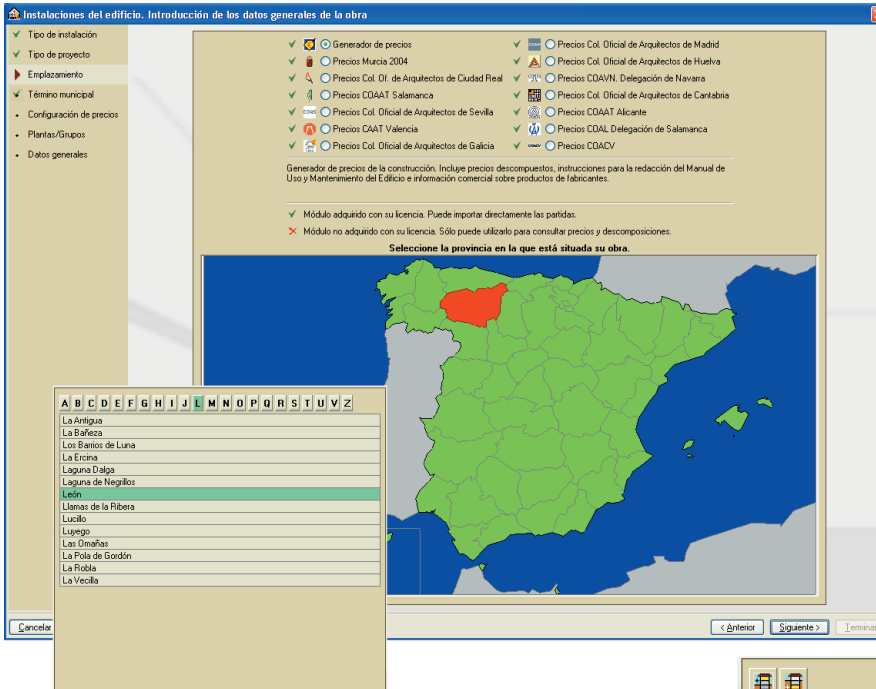 Instalaciones del edificio. Introducción de los datos generales de la obra
Tipo de instalación
Tipo de proyecto
Emplazamiento
Término municipal
Configuración de precios
Plantas/Grupos
Datos generales
Generador de precios
Precios Murcia 2004
Precios Col. Of. de Arquitectos de Ciudad Real
Precios COAAT Salamanca
Precios Col. Oficial de Arquitectos de Sevilla
Precios CAAT Valencia
Precios Col. Oficial de Arquitectos de Galicia
Precios Col. Oficial de Arquitectos de Madrid
Precios Col. Oficial de Arquitectos de Huelva
Precios COAVN. Delegación de Navarra
Precios Col. Oficial de Arquitectos de Cantabria
Precios COAAT Alicante
Precios COAL Delegación de Salamanca
Precios COACV
Generador de precios de la construcción. Incluye precios descompuestos, instrucciones para la redacción del Manual de
Uso y Mantenimiento del Edificio e información comercial sobre productos de fabricantes.
Módulo adquirido con su licencia. Puede importar directamente las partidas.
Módulo no adquirido con su licencia. Sólo puede utilizarlo para consultar precios y descomposiciones.
Seleccione la provincia en la que está situada su obra.
A B C D E F G H I J L M N O P Q R S T U V Z
La Antigua
La Bañeza
Los Barrios de Luna
La Ercina
Laguna Dalga
Laguna de Negrillos
León
Llamas de la Ribera
Lucillo
Luyego
Las Omañas
La Pola de Gordón
La Robla
La Vecilla
Cancelar
< Anterior
Siguiente >
Terminar